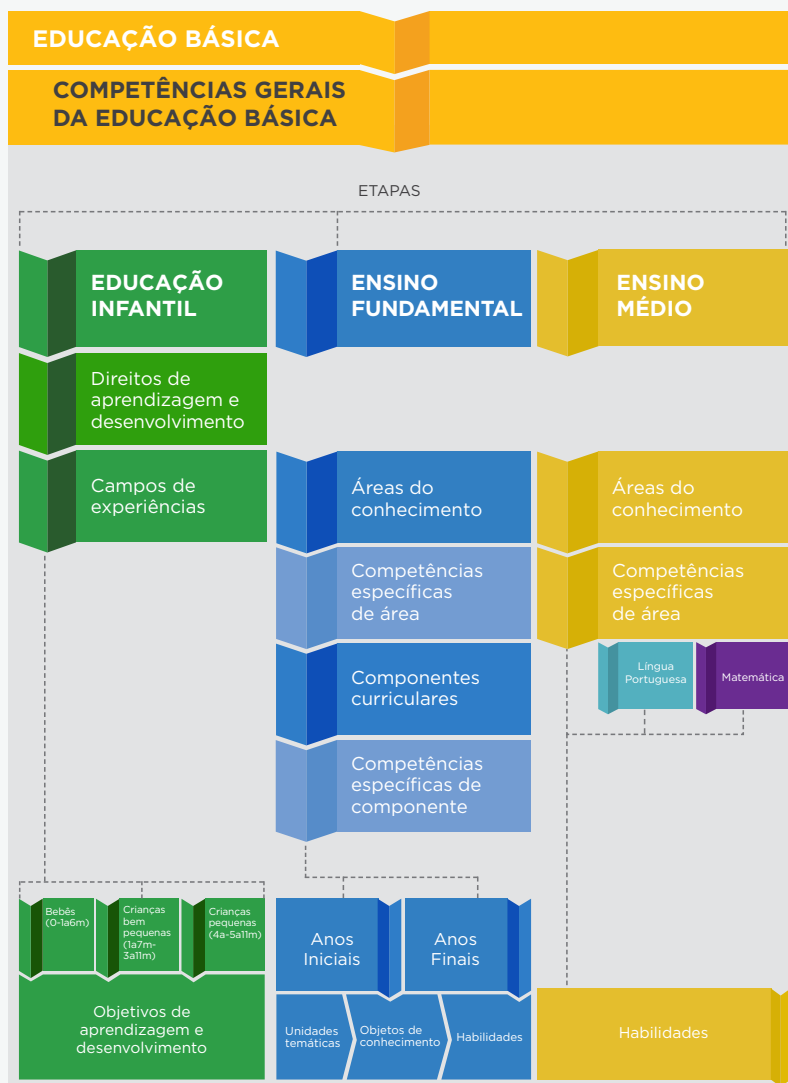 EDUCAÇÃO BÁSICA
COMPETÊNCIAS GERAIS
DA EDUCAÇÃO BÁSICA
ETAPAS
EDUCAÇÃO
INFANTIL
ENSINO
FUNDAMENTAL
ENSINO
MÉDIO
Direitos de
aprendizagem e
desenvolvimento
Campos de
experiências
Áreas do
conhecimento
Áreas do
conhecimento
Competências
específicas
de área
Competências
específicas
de área
Componentes
curriculares
Língua
Portuguesa
Matemática
Competências
específicas de
componente
Bebês
(0-1a6m)
Crianças
bem
pequenas
(1a7m-
3a11m)
Crianças
pequenas
(4a-5a11m)
Anos
Iniciais
Anos
Finais
Objetivos de
aprendizagem e
desenvolvimento
Unidades
temáticas
Objetos de
conhecimento
Habilidades
Habilidades